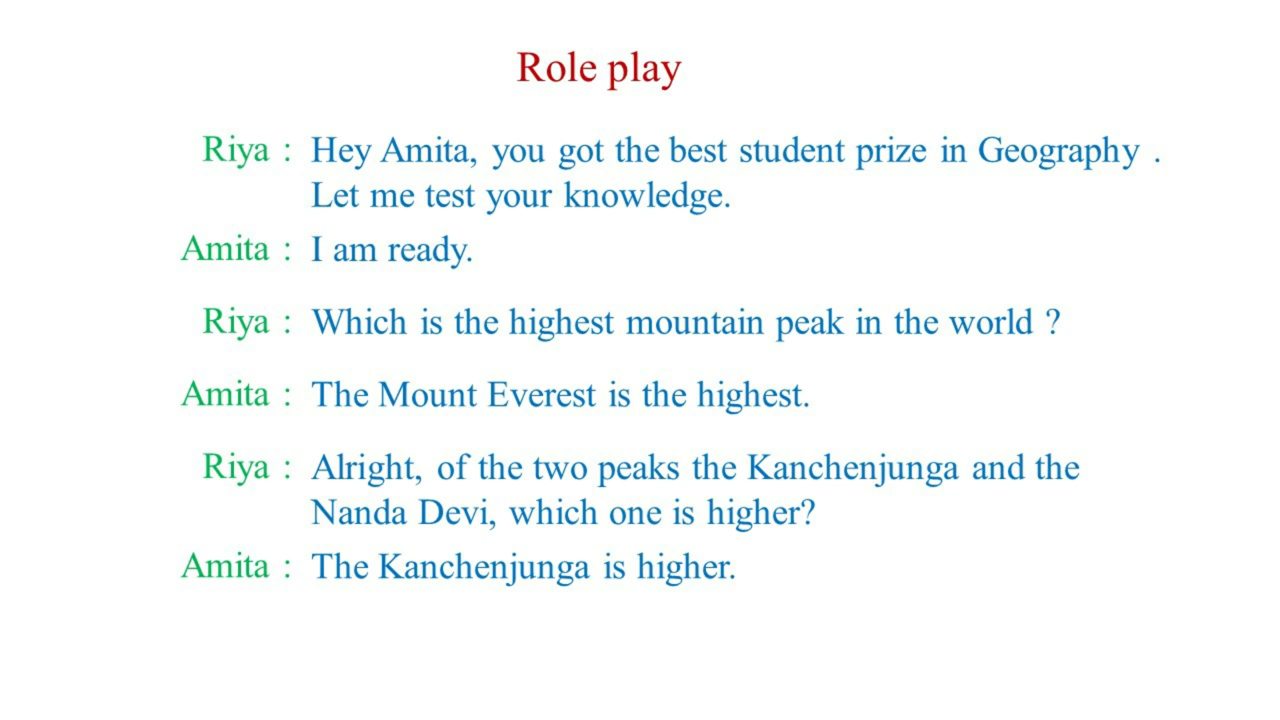 Role play
Riya : Hey Amita, you got the best student prize in Geography .
Let me test your knowledge.
Amita : I am ready.
Riya : Which is the highest mountain peak in the world ?
Amita : The Mount Everest is the highest.
Riya : Alright, of the two peaks the Kanchenjunga and the
Nanda Devi, which one is higher?
Amita : The Kanchenjunga is higher.